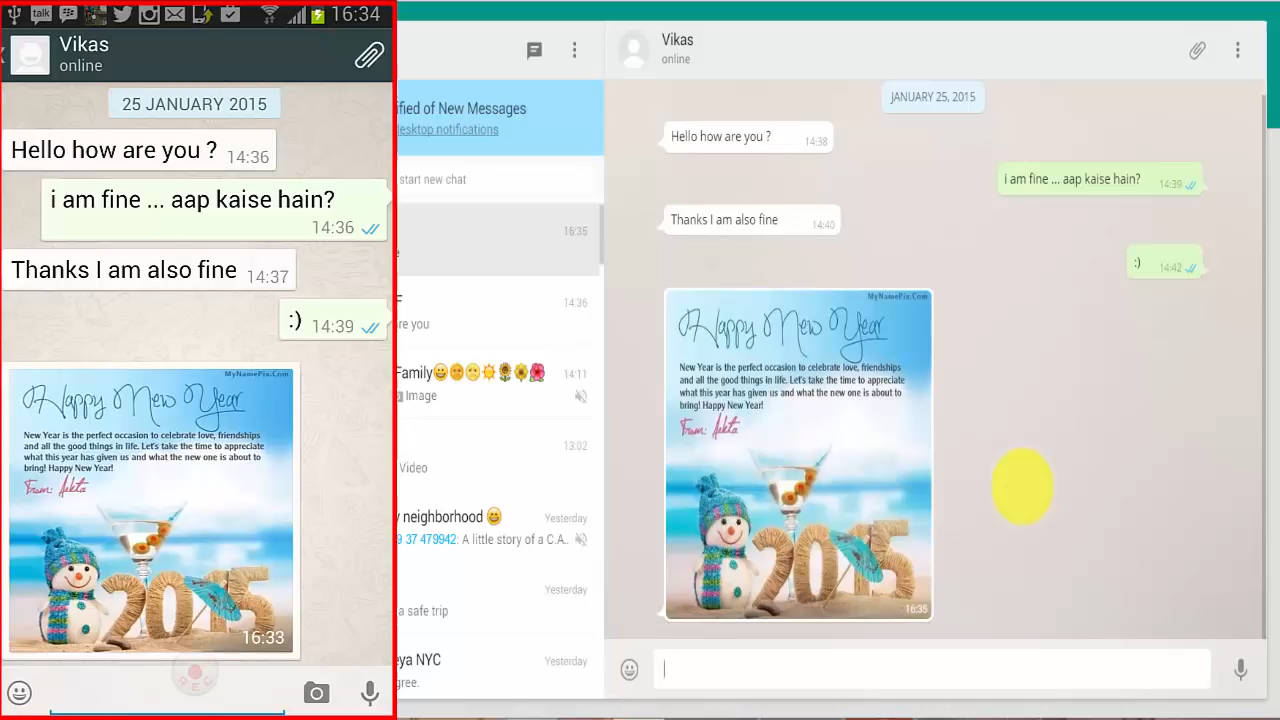 talk
16:34
Vikas
online
25 JANUARY 2015
Hello how are you ? 14:36
i am fine ... aap kaise hain?
14:36
Thanks I am also fine 14:37
:) 14:39
MyNamePix.Com
Happy New Year
New Year is the perfect occasion to celebrate love, friendships
and all the good things in life. Let's take the time to appreciate
what this year has given us and what the new one is about to
bring! Happy New Year!
From: Aekta
2015
16:33
REC
ified of New Messages
desktop notifications
start new chat
16:35
e
F 14:36
re you
Family 14:11
Image
13:02
Video
y neighborhood Yesterday
9 37 479942: A little story of a C.A..
Yesterday
a safe trip
eya NYC Yesterday
gree.
Vikas
online
JANUARY 25, 2015
Hello how are you ? 14:38
i am fine ... aap kaise hain? 14:39
Thanks I am also fine 14:40
:) 14:42
MyNamePix.Com
Happy New Year
New Year is the perfect occasion to celebrate love, friendships
and all the good things in life. Let's take the time to appreciate
what this year has given us and what the new one is about to
bring! Happy New Year!
From: Aekta
2015
16:35